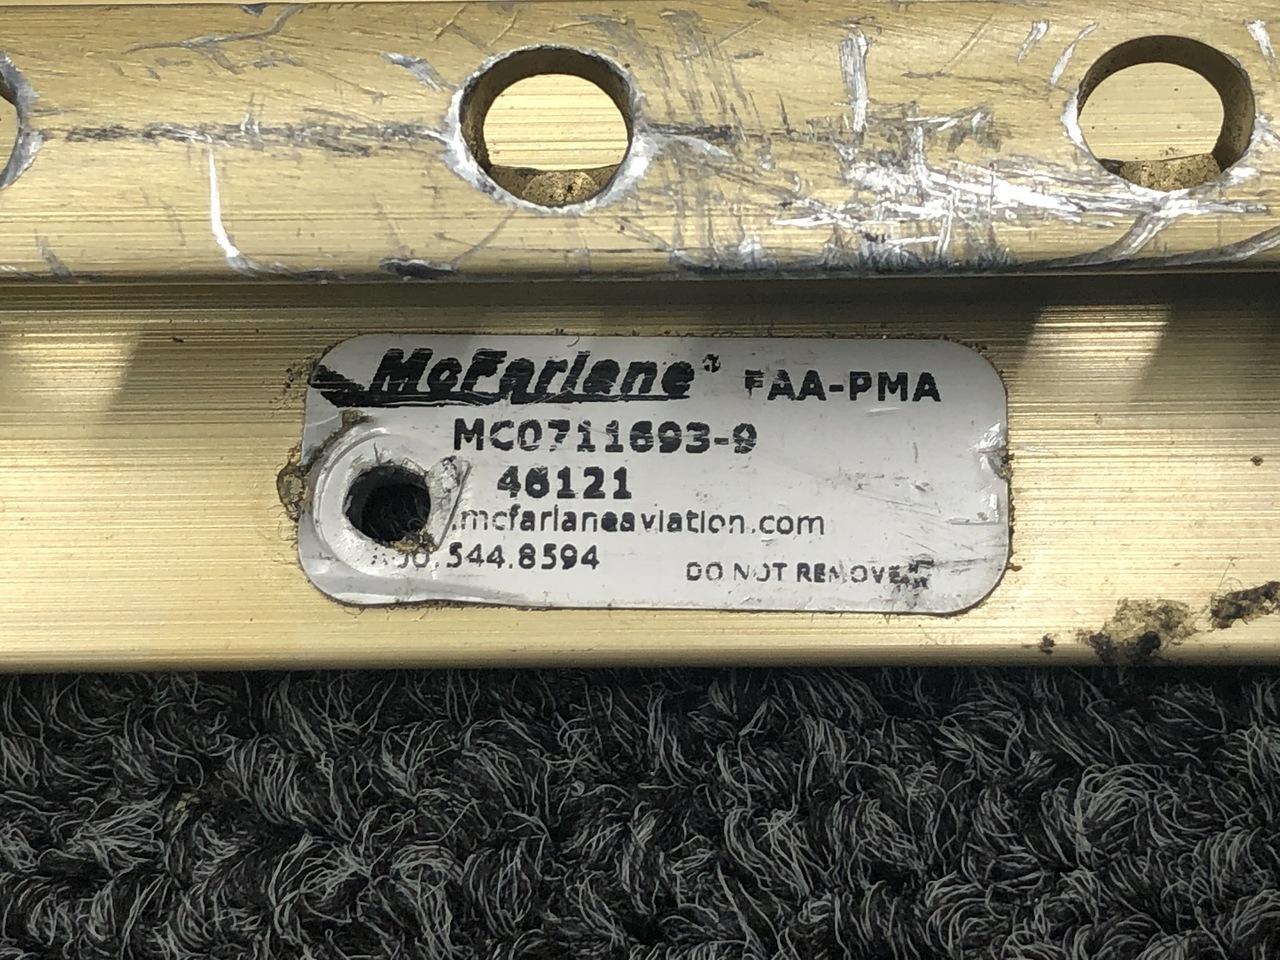 McFarlane® FAA-PMA
MC0711693-9
46121
.mcfarlaneaviation.com
.544.8594
DO NOT REMOVE